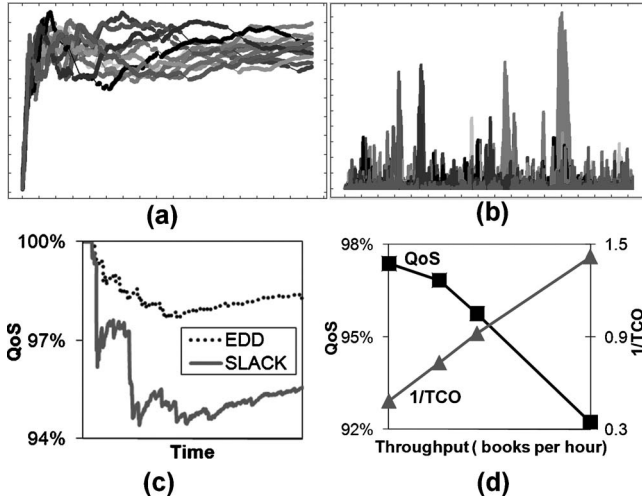 (a)
(b)
100%
97%
94%
QoS
EDD
SLACK
Time
(c)
98%
95%
92%
QoS
QoS
1/TCO
1.5
0.9
0.3
1/TCO
Throughput ( books per hour)
(d)